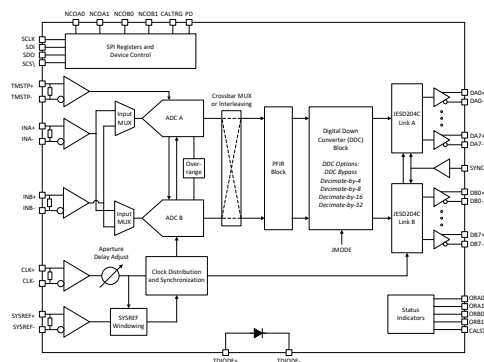 NCOA0 NCOA1 NCOB0 NCOB1 CALTRG PD
SCLK
SDI
SDO
SCS\
SPI Registers and
Device Control
TMSTP+
TMSTP-
INA+
INA-
Input
MUX
ADC A
Crossbar MUX
or Interleaving
Over-
range
INB+
INB-
Input
MUX
ADC B
PFIR
Block
Digital Down
Converter (DDC)
Block
DDC Options:
DDC Bypass
Decimate-by-4
Decimate-by-8
Decimate-by-16
Decimate-by-32
JMODE
JESD204C
Link A
JESD204C
Link B
DA0+
DA0-
DA7+
DA7-
SYNC
DB0+
DB0-
DB7+
DB7-
CLK+
CLK-
Aperture
Delay Adjust
Clock Distribution
and Synchronization
SYSREF+
SYSREF-
SYSREF
Windowing
Status
Indicators
ORA0
ORA1
ORB0
ORB1
TDIODE+ TDIODE-